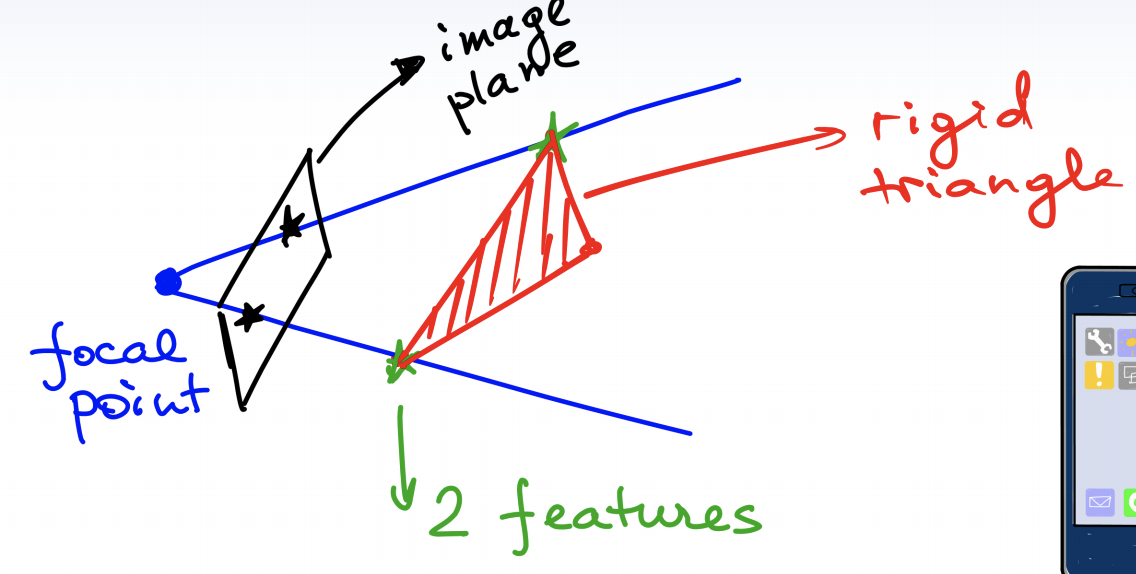 image
plane
rigid
triangle
focal
point
2 features